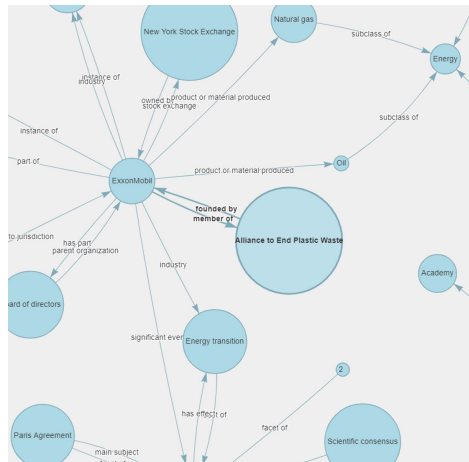 New York Stock Exchange
Natural gas
subclass of
Energy
instance of
industry
owned by
product or material produced
stock exchange
instance of
subclass of
part of
product or material produced
Oil
ExxonMobil
founded by
member of
to jurisdiction
has part
parent organization
Alliance to End Plastic Waste
industry
Academy
ard of directors
significant ever
Energy transition
2
has effect
facet of
Paris Agreement
main subject
Scientific consensus